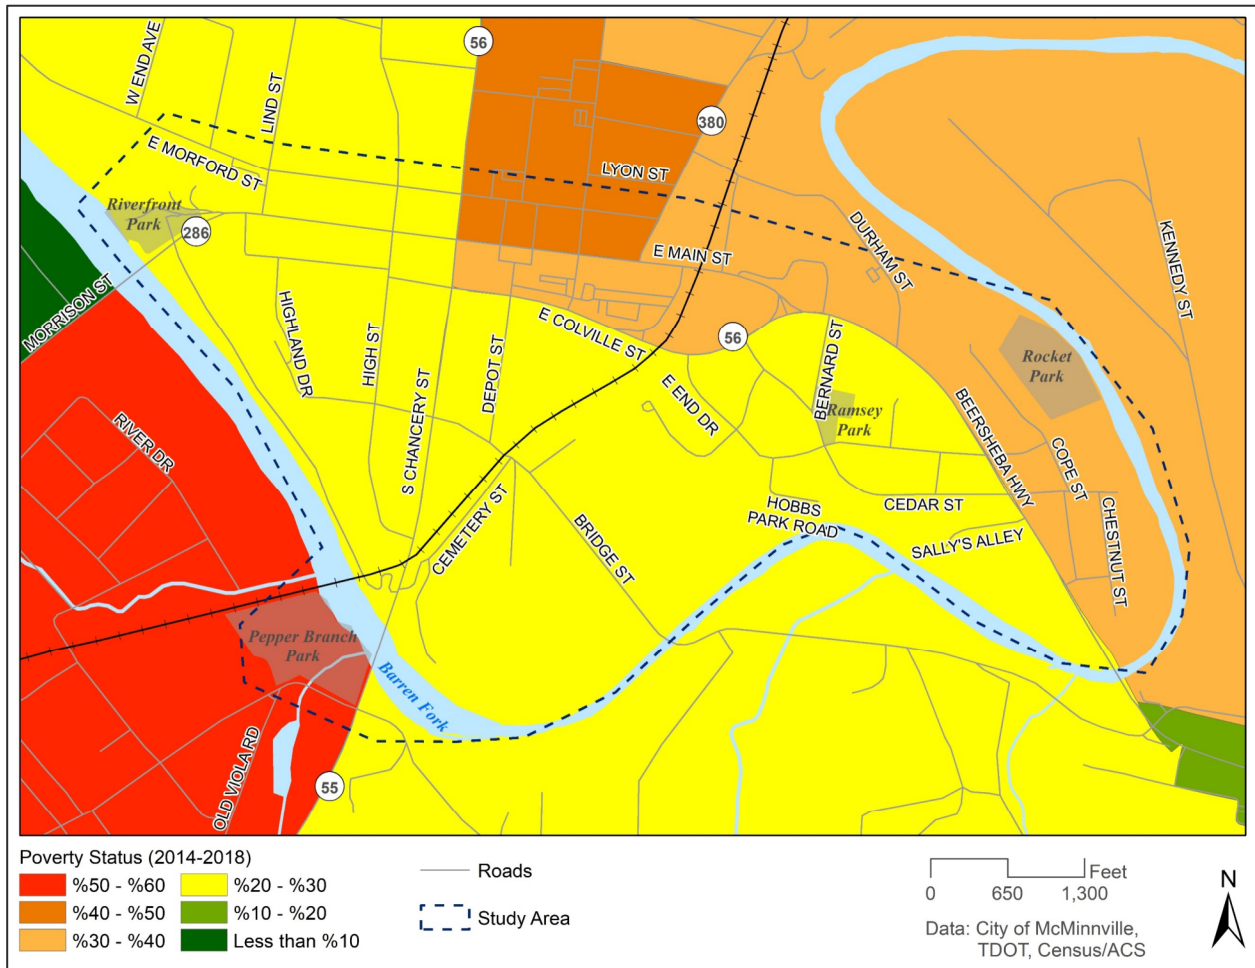 56
W END AVE
LIND ST
380
E MORFORD ST
LYON ST
Riverfront
Park
286
DURHAM ST
KENNEDY ST
E MAIN ST
MORRISON ST
HIGHLAND DR
HIGH ST
S CHANCERY ST
DEPOT ST
E COLVILLE ST
56
BERNARD ST
Rocket
Park
E END DR
Ramsey
Park
BEERSHEBA HWY
RIVER DR
COPE ST
CEMETERY ST
BRIDGE ST
HOBBS
PARK ROAD
CEDAR ST
SALLY'S ALLEY
CHESTNUT ST
Pepper Branch
Park
Barren Fork
OLD VIOLA RD
55
Poverty Status (2014-2018)
%50 - %60
%40 - %50
%30 - %40
%20 - %30
%10 - %20
Less than %10
Roads
Study Area
Feet
0 650 1,300
Data: City of McMinnville,
TDOT, Census/ACS
N